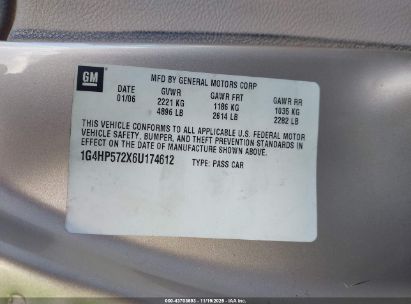 GM
MFD BY GENERAL MOTORS CORP
DATE GVWR GAWR FRT GAWR RR
01/06 2221 KG 1186 KG 1035 KG
4896 LB 2614 LB 2282 LB
THIS VEHICLE CONFORMS TO ALL APPLICABLE U.S. FEDERAL MOTOR
VEHICLE SAFETY, BUMPER, AND THEFT PREVENTION STANDARDS IN
EFFECT ON THE DATE OF MANUFACTURE SHOWN ABOVE.
1G4HP572X6U174612 TYPE: PASS CAR